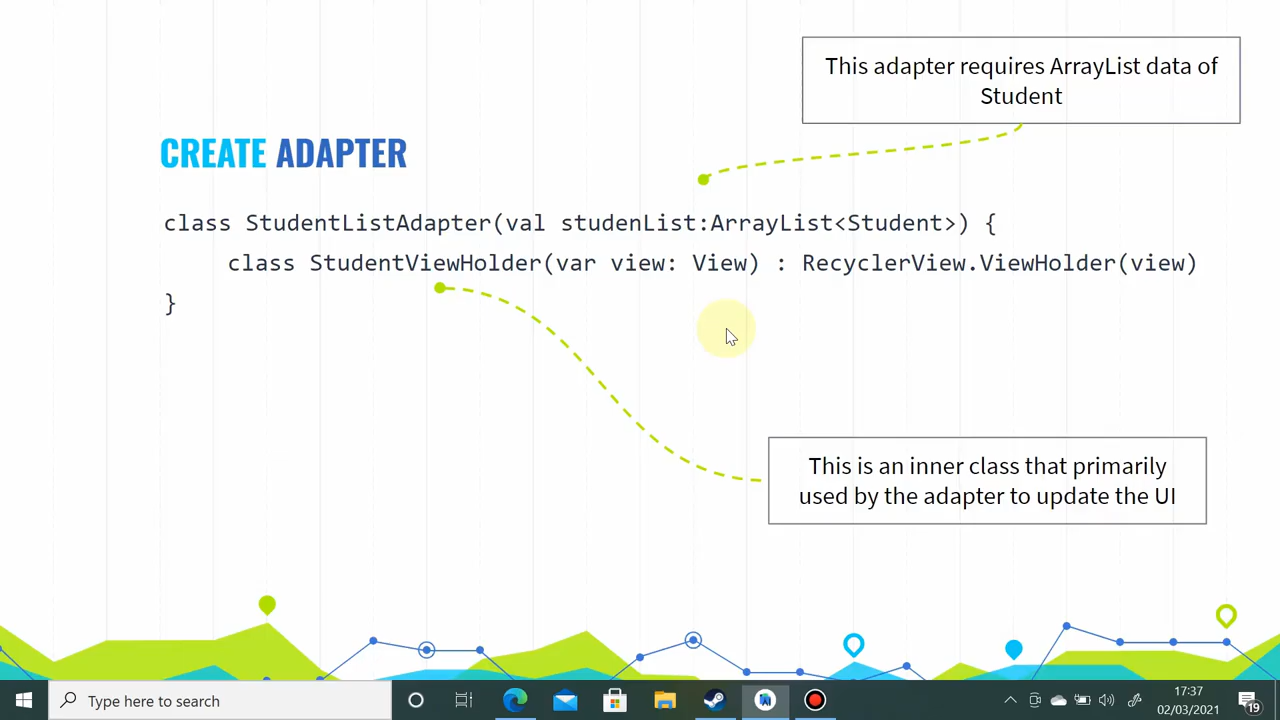 This adapter requires ArrayList data of
Student
CREATE ADAPTER
class StudentListAdapter(val studenList:ArrayList<Student>) {
class StudentViewHolder(var view: View) : RecyclerView.ViewHolder(view)
}
This is an inner class that primarily
used by the adapter to update the UI
Type here to search
AI
17:37
02/03/2021
19